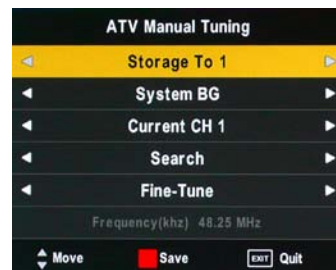 ATV Manual Tuning
Storage To 1
System BG
Current CH 1
Search
Fine-Tune
Frequency(khz) 48.25 MHz
Move Save EXIT Quit